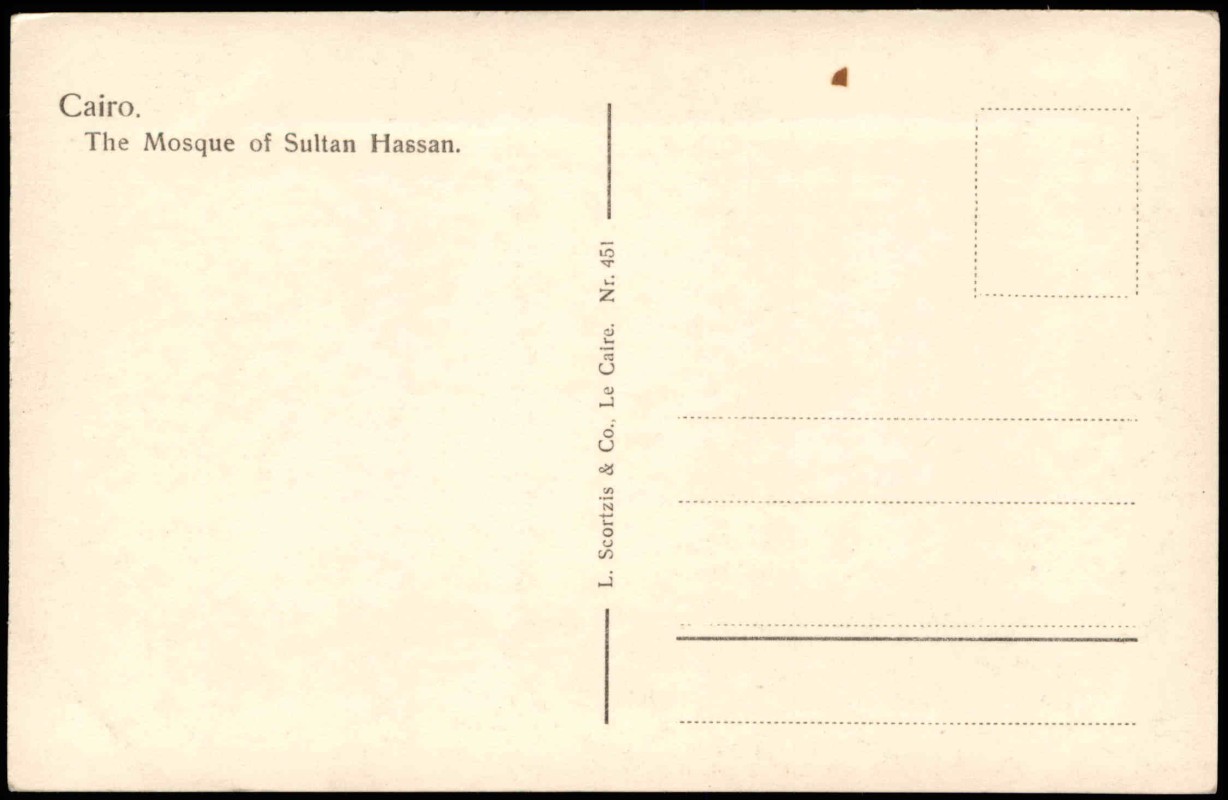 Cairo.
The Mosque of Sultan Hassan.
L. Scortzis & Co., Le Caire. Nr. 451